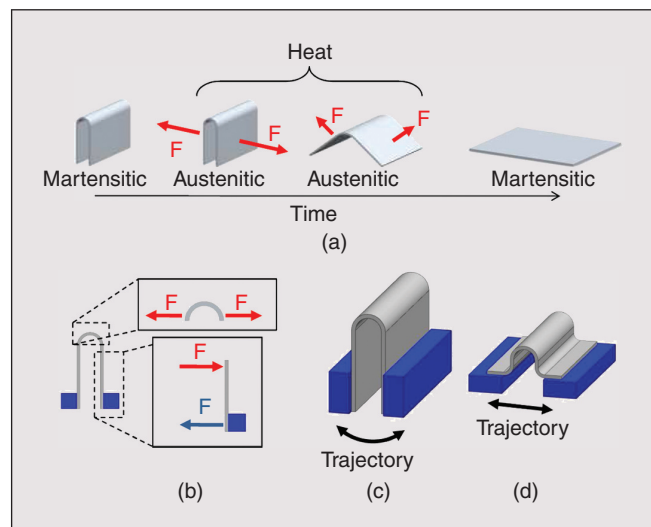 Heat
F
F
F
F
Martensitic
Austenitic
Austenitic
Martensitic
Time
(a)
F
F
F
F
Trajectory
Trajectory
(b)
(c)
(d)